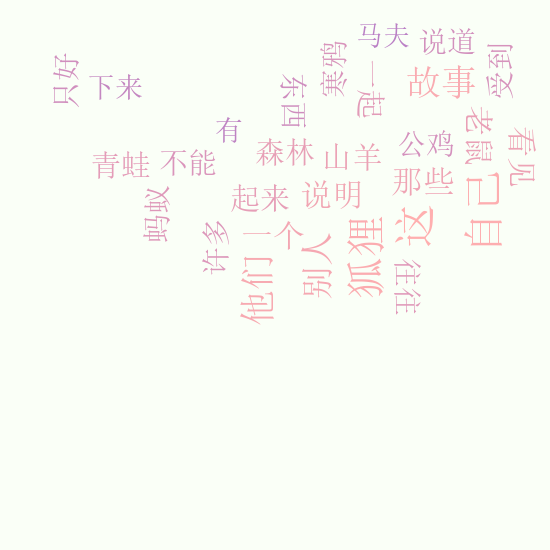 马夫
说道
只好
下来
寒鸦
一起
东西
故事
受到
有
青蛙
不能
森林
山羊
公鸡
老鼠
看见
蚂蚁
起来
说明
那些
许多
一个
他们
别人
狐狸
这
自己
往往